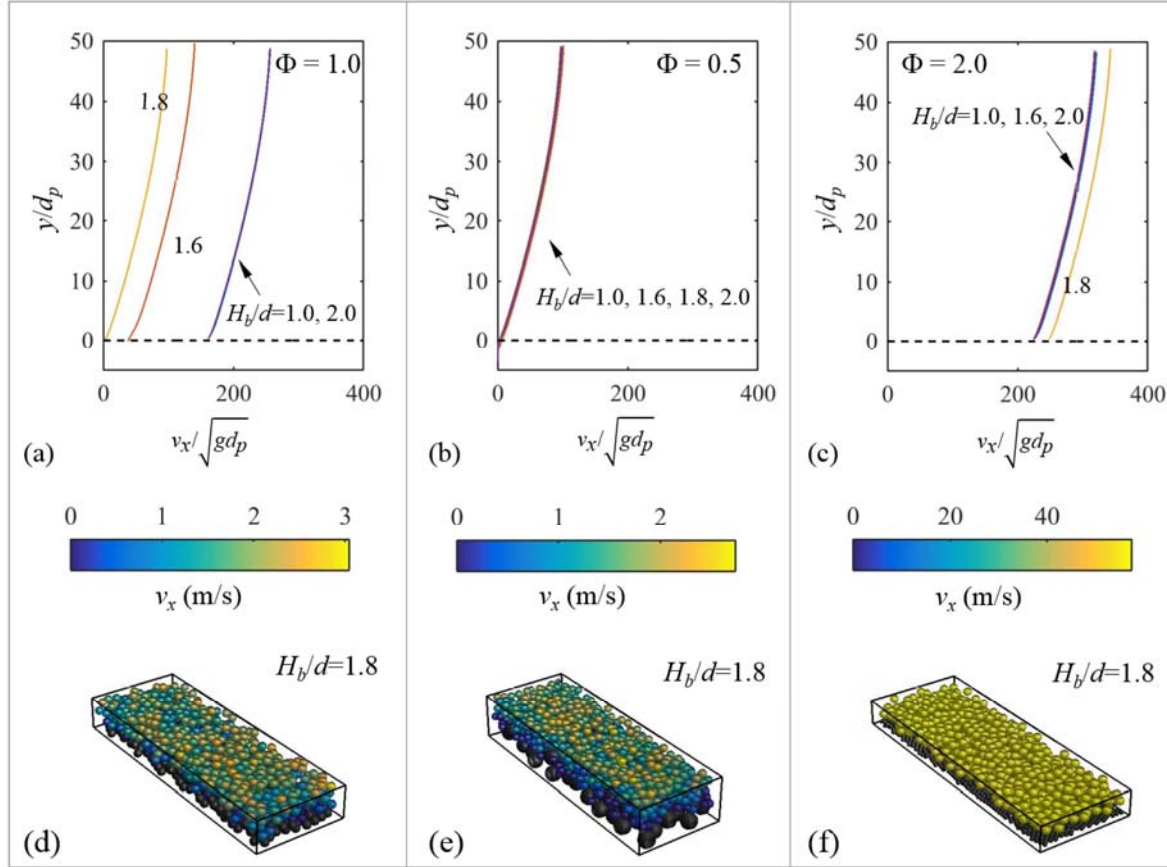 50
40
30
20
10
0
y/d_p
Φ = 1.0
1.8
1.6
H_b/d=1.0, 2.0
0
200
400
v_x/√gd_p
(a)
50
40
30
20
10
0
y/d_p
Φ = 0.5
H_b/d=1.0, 1.6, 1.8, 2.0
0
200
400
v_x/√gd_p
(b)
50
40
30
20
10
0
y/d_p
Φ = 2.0
H_b/d=1.0, 1.6, 2.0
1.8
0
200
400
v_x/√gd_p
(c)
0 1 2 3
v_x (m/s)
H_b/d=1.8
(d)
0 1 2
v_x (m/s)
H_b/d=1.8
(e)
0 20 40
v_x (m/s)
H_b/d=1.8
(f)